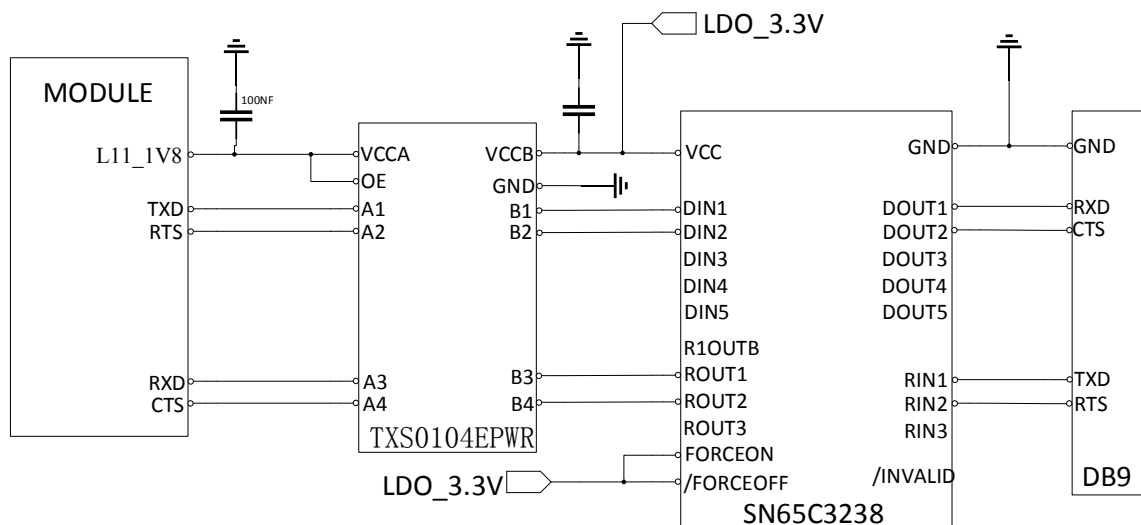 LDO_3.3V
MODULE
100NF
L11_1V8
TXD
RTS
RXD
CTS
VCCA
OE
A1
A2
A3
A4
VCCB
GND
B1
B2
B3
B4
TXS0104EPWR
LDO_3.3V
VCC
DIN1
DIN2
DIN3
DIN4
DIN5
R1OUTB
ROUT1
ROUT2
ROUT3
FORCEON
/FORCEOFF
GND
DOUT1
DOUT2
DOUT3
DOUT4
DOUT5
RIN1
RIN2
RIN3
/INVALID
SN65C3238
GND
RXD
CTS
TXD
RTS
DB9